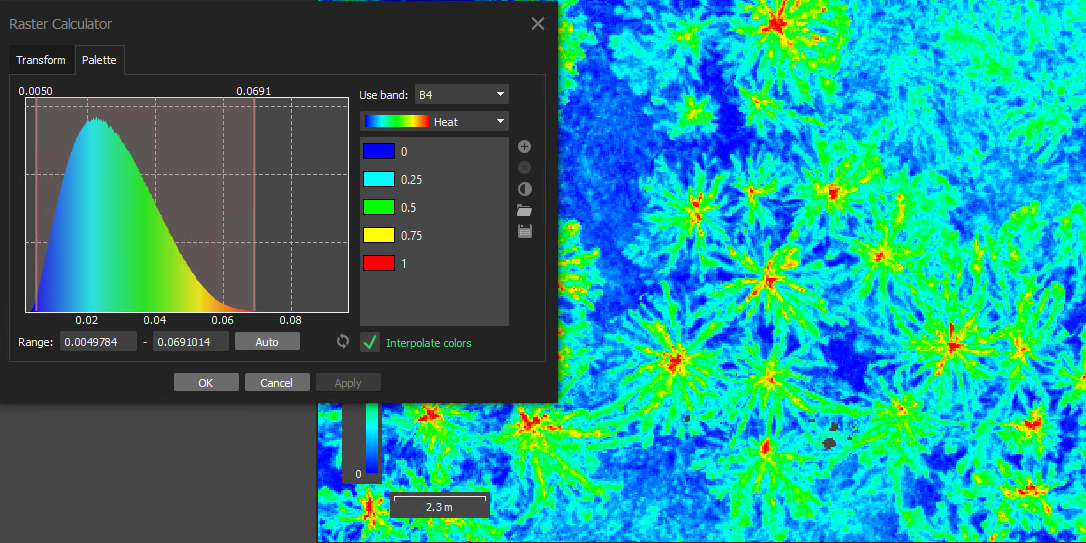 Raster Calculator
Transform Palette
0.0050 0.0691
0.02 0.04 0.06 0.08
Range: 0.0049784 - 0.0691014 Auto
Use band: B4
Heat
0
0.25
0.5
0.75
1
Interpolate colors
OK Cancel Apply
0
2.3 m